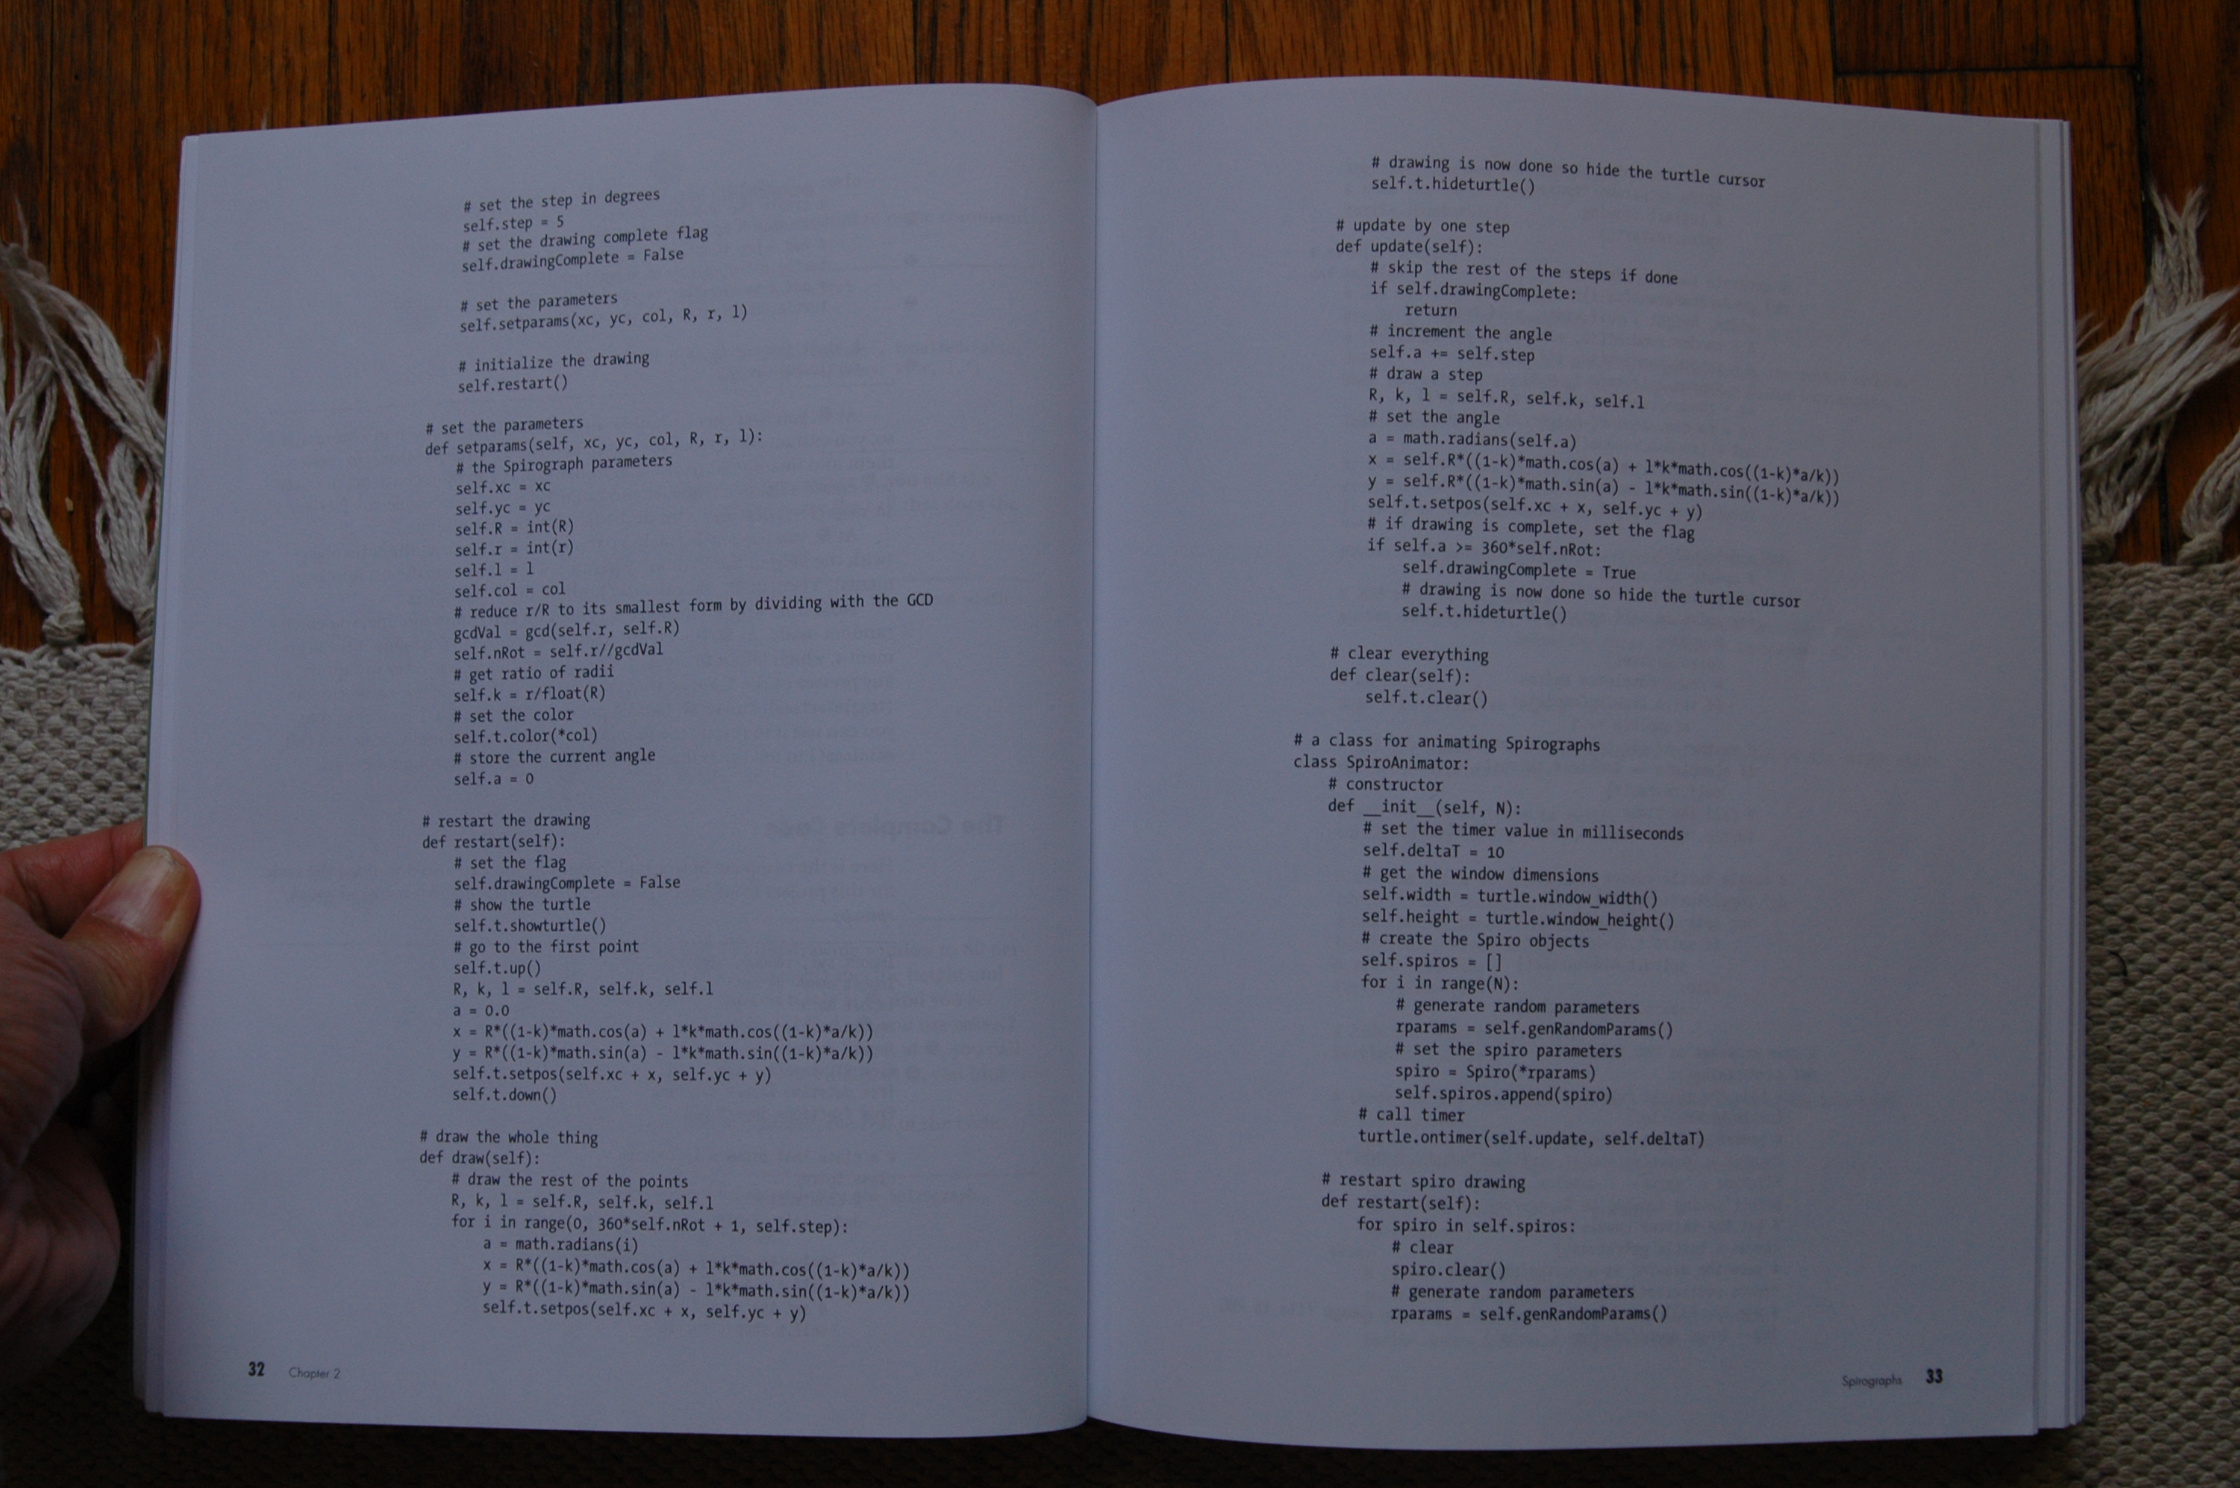 # set the step in degrees
self.step = 5
# set the drawing complete flag
self.drawingComplete = False

# set the parameters
self.setparams(xc, yc, col, R, r, l)

# initialize the drawing
self.restart()

# set the parameters
def setparams(self, xc, yc, col, R, r, l):
# the Spirograph parameters
self.xc = xc
self.yc = yc
self.R = int(R)
self.r = int(r)
self.l = l
self.col = col
# reduce r/R to its smallest form by dividing with the GCD
gcdVal = gcd(self.r, self.R)
self.nRot = self.r//gcdVal
# get ratio of radii
self.k = r/float(R)
# set the color
self.t.color(*col)
# store the current angle
self.a = 0

# restart the drawing
def restart(self):
# set the flag
self.drawingComplete = False
# show the turtle
self.t.showturtle()
# go to the first point
self.t.up()
R, k, l = self.R, self.k, self.l
a = 0.0
x = R*((1-k)*math.cos(a) + l*k*math.cos((1-k)*a/k))
y = R*((1-k)*math.sin(a) - l*k*math.sin((1-k)*a/k))
self.t.setpos(self.xc + x, self.yc + y)
self.t.down()

# draw the whole thing
def draw(self):
# draw the rest of the points
R, k, l = self.R, self.k, self.l
for i in range(0, 360*self.nRot + 1, self.step):
a = math.radians(i)
x = R*((1-k)*math.cos(a) + l*k*math.cos((1-k)*a/k))
y = R*((1-k)*math.sin(a) - l*k*math.sin((1-k)*a/k))
self.t.setpos(self.xc + x, self.yc + y)

32 Chapter 2

# drawing is now done so hide the turtle cursor
self.t.hideturtle()

# update by one step
def update(self):
# skip the rest of the steps if done
if self.drawingComplete:
return
# increment the angle
self.a += self.step
# draw a step
R, k, l = self.R, self.k, self.l
# set the angle
a = math.radians(self.a)
x = self.R*((1-k)*math.cos(a) + l*k*math.cos((1-k)*a/k))
y = self.R*((1-k)*math.sin(a) - l*k*math.sin((1-k)*a/k))
self.t.setpos(self.xc + x, self.yc + y)
# if drawing is complete, set the flag
if self.a >= 360*self.nRot:
self.drawingComplete = True
# drawing is now done so hide the turtle cursor
self.t.hideturtle()

# clear everything
def clear(self):
self.t.clear()

# a class for animating Spirographs
class SpiroAnimator:
# constructor
def __init__(self, N):
# set the timer value in milliseconds
self.deltaT = 10
# get the window dimensions
self.width = turtle.window_width()
self.height = turtle.window_height()
# create the Spiro objects
self.spiros = []
for i in range(N):
# generate random parameters
rparams = self.genRandomParams()
# set the spiro parameters
spiro = Spiro(*rparams)
self.spiros.append(spiro)
# call timer
turtle.ontimer(self.update, self.deltaT)

# restart spiro drawing
def restart(self):
for spiro in self.spiros:
# clear
spiro.clear()
# generate random parameters
rparams = self.genRandomParams()

Spirographs 33